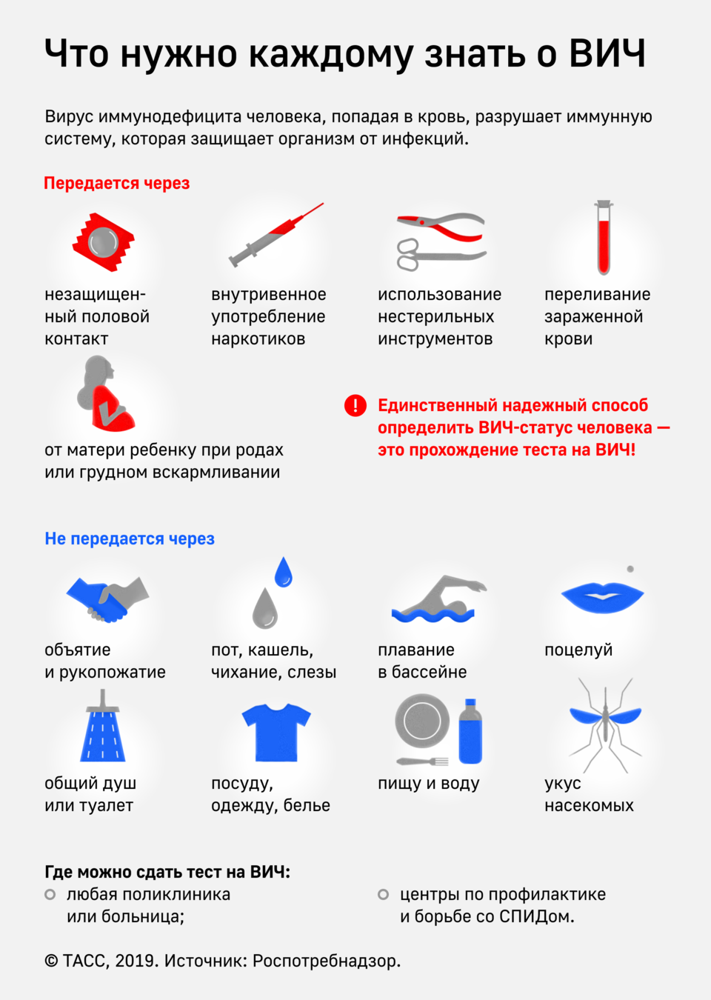 Что нужно каждому знать о ВИЧ
Вирус иммунодефицита человека, попадая в кровь, разрушает иммунную
систему, которая защищает организм от инфекций.
Передается через
незащищен-
ный половой
контакт
внутривенное
употребление
наркотиков
использование
нестерильных
инструментов
переливание
зараженной
крови
от матери ребенку при родах
или грудном вскармливании
! Единственный надежный способ
определить ВИЧ-статус человека —
это прохождение теста на ВИЧ!
Не передается через
объятие
и рукопожатие
пот, кашель,
чихание, слезы
плавание
в бассейне
поцелуй
общий душ
или туалет
посуду,
одежду, белье
пищу и воду
укус
насекомых
Где можно сдать тест на ВИЧ:
любая поликлиника
или больница;
центры по профилактике
и борьбе со СПИДом.
© ТАСС, 2019. Источник: Роспотребнадзор.